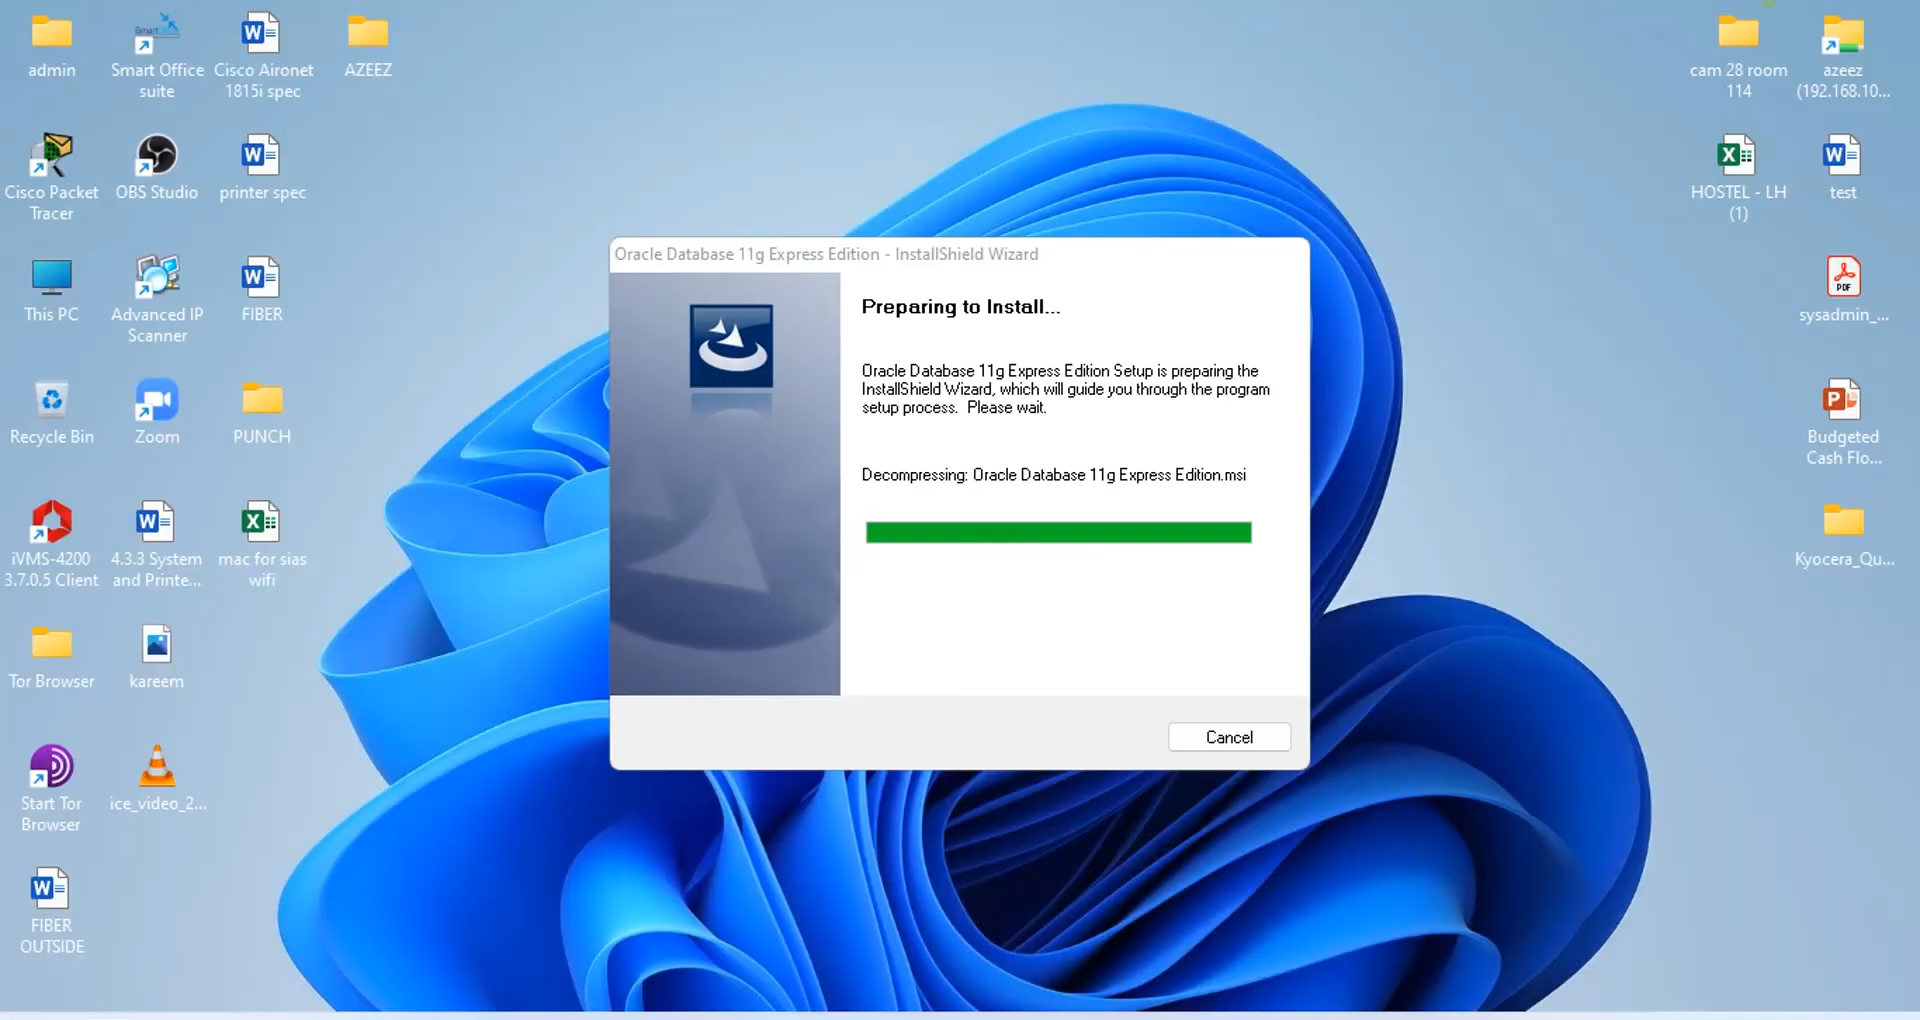 admin
Smart Office
suite
Cisco Aironet
1815i spec
AZEEZ
cam 28 room
114
azeez
(192.168.10...
Cisco Packet
Tracer
OBS Studio
printer spec
HOSTEL - LH
(1)
test
This PC
Advanced IP
Scanner
FIBER
sysadmin_...
Recycle Bin
Zoom
PUNCH
Budgeted
Cash Flo...
iVMS-4200
3.7.0.5 Client
4.3.3 System
and Printe...
mac for sias
wifi
Kyocera_Qu...
Tor Browser
kareem
Start Tor
Browser
ice_video_2...
FIBER
OUTSIDE
Oracle Database 11g Express Edition - InstallShield Wizard
Preparing to Install...
Oracle Database 11g Express Edition Setup is preparing the
InstallShield Wizard, which will guide you through the program
setup process. Please wait.
Decompressing: Oracle Database 11g Express Edition.msi
Cancel